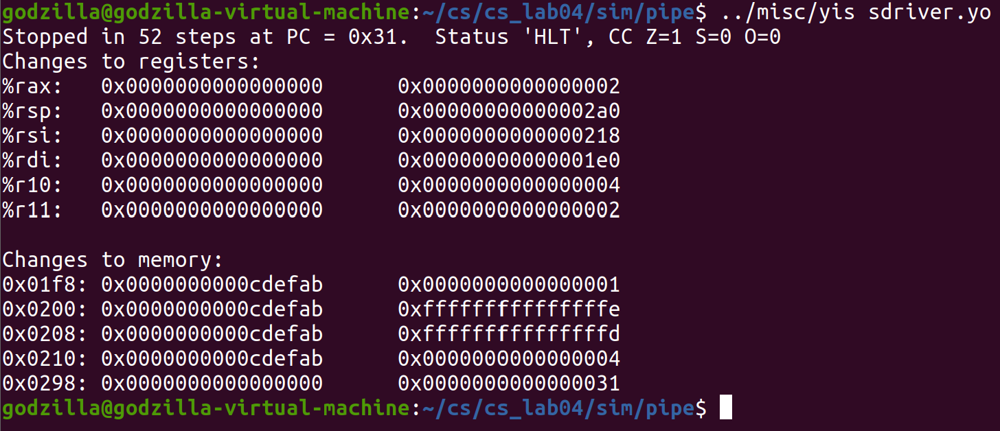 godzilla@godzilla-virtual-machine:~/cs/cs_lab04/sim/pipe$ ../misc/yis sdriver.yo
Stopped in 52 steps at PC = 0x31.  Status 'HLT', CC Z=1 S=0 O=0
Changes to registers:
%rax:   0x0000000000000000      0x0000000000000002
%rsp:   0x0000000000000000      0x00000000000002a0
%rsi:   0x0000000000000000      0x0000000000000218
%rdi:   0x0000000000000000      0x00000000000001e0
%r10:   0x0000000000000000      0x0000000000000004
%r11:   0x0000000000000000      0x0000000000000002
Changes to memory:
0x01f8: 0x0000000000cdefab      0x0000000000000001
0x0200: 0x0000000000cdefab      0xfffffffffffffffe
0x0208: 0x0000000000cdefab      0xfffffffffffffffd
0x0210: 0x0000000000cdefab      0x0000000000000004
0x0298: 0x0000000000000000      0x0000000000000031
godzilla@godzilla-virtual-machine:~/cs/cs_lab04/sim/pipe$